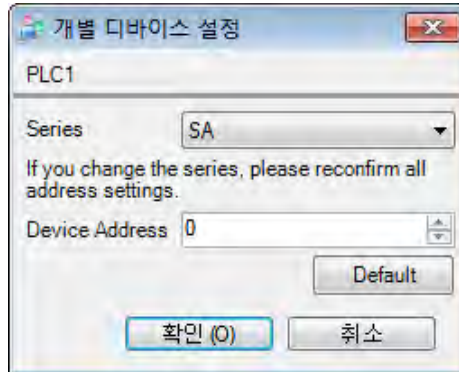 개별 디바이스 설정
PLC1
Series SA
If you change the series, please reconfirm all
address settings.
Device Address 0
Default
확인 (O) 취소